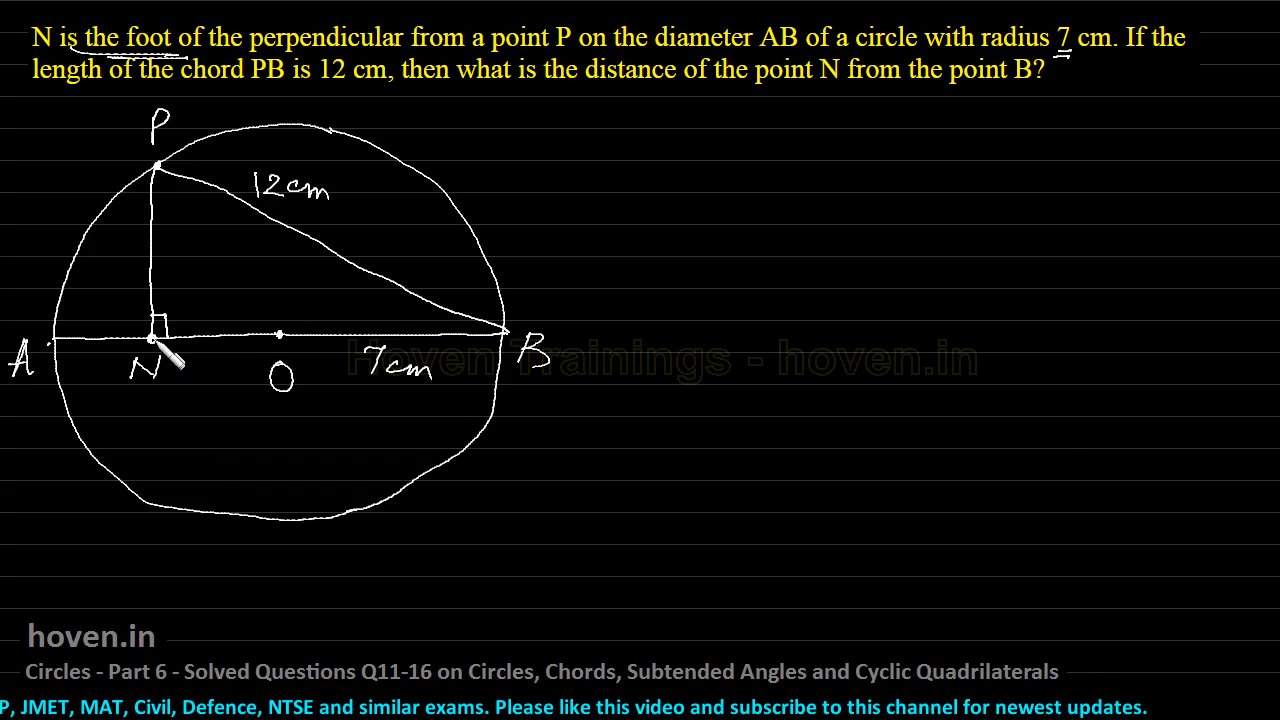 N is the foot of the perpendicular from a point P on the diameter AB of a circle with radius 7 cm. If the
length of the chord PB is 12 cm, then what is the distance of the point N from the point B?
P
12cm
A
N
O
7cm
B
Hoven Trainings - hoven.in
hoven.in
Circles - Part 6 - Solved Questions Q11-16 on Circles, Chords, Subtended Angles and Cyclic Quadrilaterals
P, JMET, MAT, Civil, Defence, NTSE and similar exams. Please like this video and subscribe to this channel for newest updates.